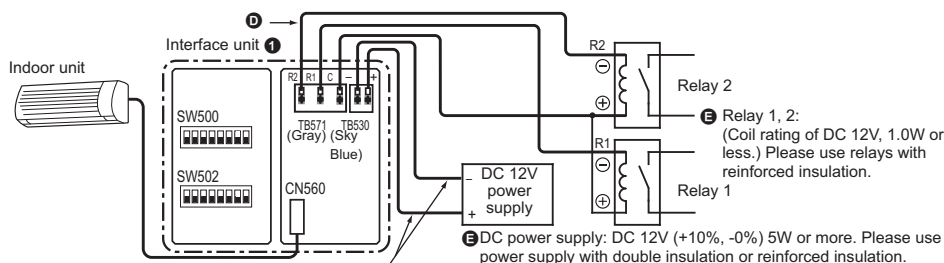 D
Interface unit 1
Indoor unit
R2 R1 C − +
TB571 TB530
(Gray) (Sky Blue)
SW500
SW502
CN560
R2
⊖
⊕
Relay 2
R1
⊖
⊕
Relay 1
E Relay 1, 2:
(Coil rating of DC 12V, 1.0W or
less.) Please use relays with
reinforced insulation.
− DC 12V
power
+ supply
E DC power supply: DC 12V (+10%, -0%) 5W or more. Please use
power supply with double insulation or reinforced insulation.